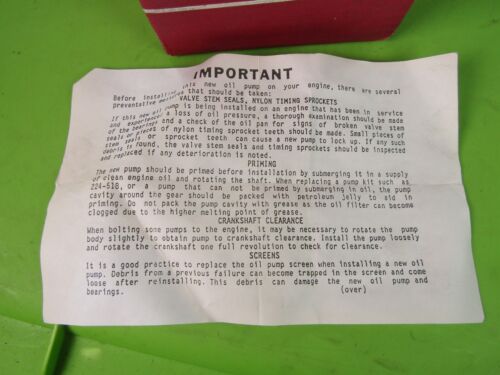 IMPORTANT
Before installing this new oil pump on your engine, there are several
preventative measures that should be taken:
VALVE STEM SEALS, NYLON TIMING SPROCKETS
If this new oil pump is being installed on an engine that has been in service
and experienced a loss of oil pressure, a thorough examination should be made
of the bearings and a check of the oil pan for signs of broken valve stem
seals or pieces of nylon timing sprocket teeth should be made. Small pieces of
stem seals or sprocket teeth can cause a new pump to lock up. If any such
debris is found, the valve stem seals and timing sprockets should be inspected
and replaced if any deterioration is noted.
PRIMING
The new pump should be primed before installation by submerging it in a supply
of clean engine oil and rotating the shaft. When replacing a pump kit such as
224-518, or a pump that can not be primed by submerging in oil, the pump
cavity around the gear should be packed with petroleum jelly to aid in
priming. Do not pack the pump cavity with grease as the oil filter can become
clogged due to the higher melting point of grease.
CRANKSHAFT CLEARANCE
When bolting some pumps to the engine, it may be necessary to rotate the pump
body slightly to obtain pump to crankshaft clearance. Install the pump loosely
and rotate the crankshaft one full revolution to check for clearance.
SCREENS
It is a good practice to replace the oil pump screen when installing a new oil
pump. Debris from a previous failure can become trapped in the screen and come
loose after reinstalling. This debris can damage the new oil pump and
bearings. (over)